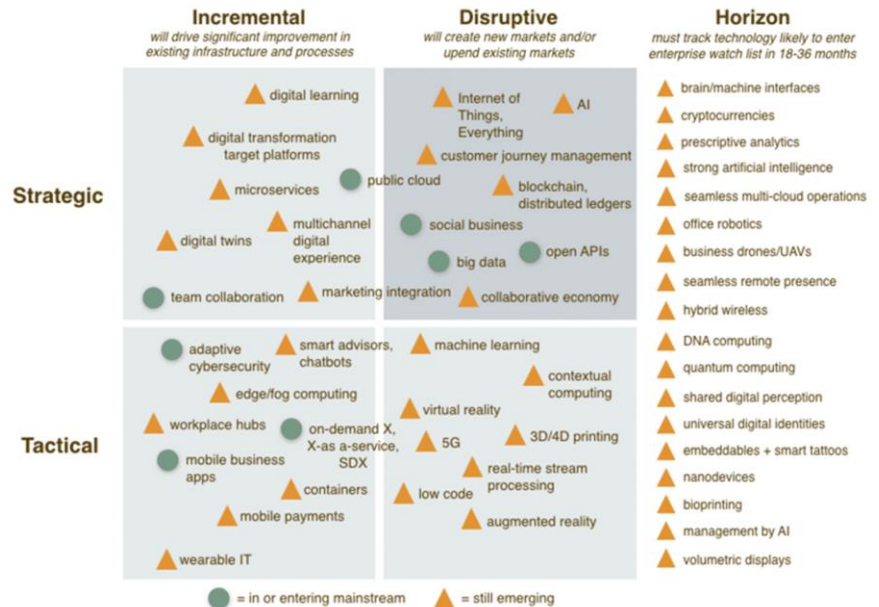 Incremental
will drive significant improvement in
existing infrastructure and processes
Disruptive
will create new markets and/or
upend existing markets
Horizon
must track technology likely to enter
enterprise watch list in 18-36 months
Strategic
digital learning
digital transformation
target platforms
public cloud
microservices
multichannel
digital
experience
digital twins
team collaboration
marketing integration
Internet of
Things,
Everything
AI
customer journey management
blockchain,
distributed ledgers
social business
open APIs
big data
collaborative economy
Tactical
adaptive
cybersecurity
smart advisors,
chatbots
edge/fog computing
workplace hubs
on-demand X,
X-as a-service,
SDX
mobile business
apps
containers
mobile payments
wearable IT
machine learning
contextual
computing
virtual reality
5G
3D/4D printing
real-time stream
processing
low code
augmented reality
brain/machine interfaces
cryptocurrencies
prescriptive analytics
strong artificial intelligence
seamless multi-cloud operations
office robotics
business drones/UAVs
seamless remote presence
hybrid wireless
DNA computing
quantum computing
shared digital perception
universal digital identities
embeddables + smart tattoos
nanodevices
bioprinting
management by AI
volumetric displays
= in or entering mainstream
= still emerging